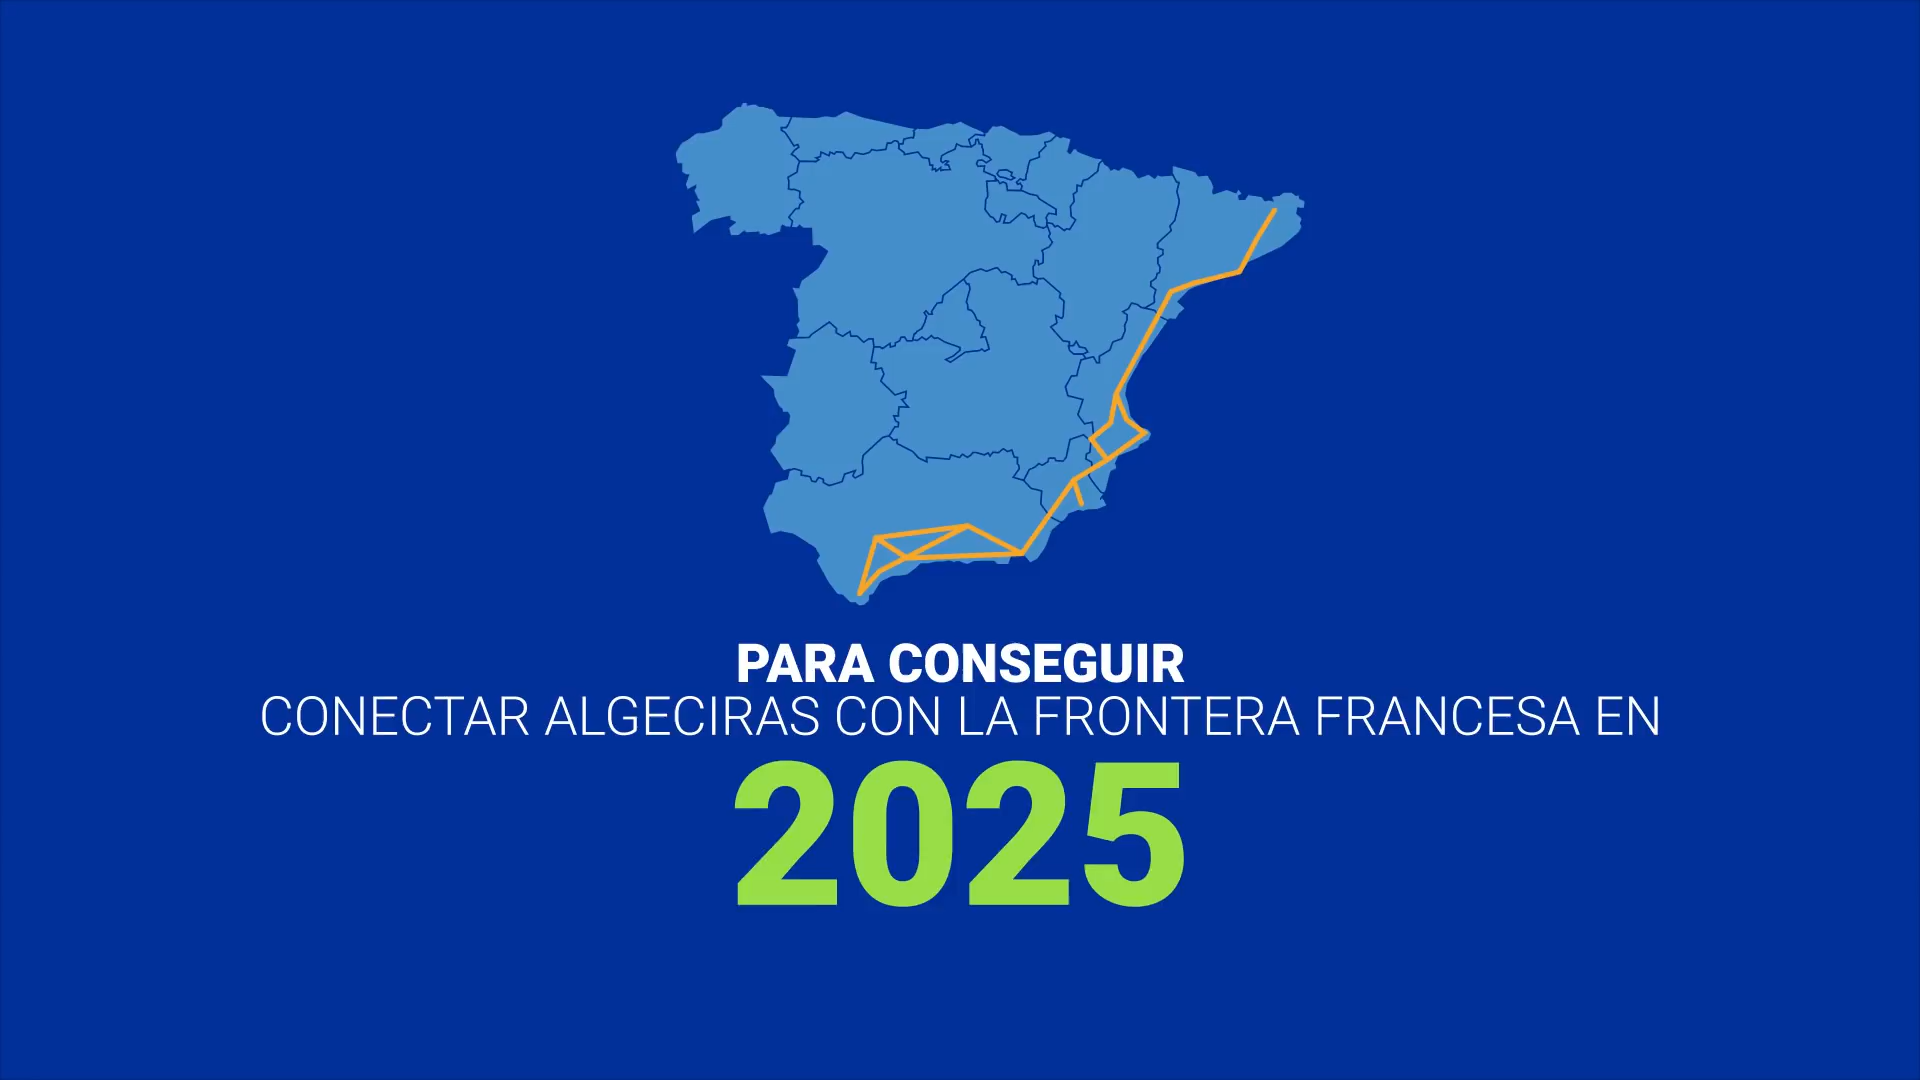 PARA CONSEGUIR
CONECTAR ALGECIRAS CON LA FRONTERA FRANCESA EN
2025